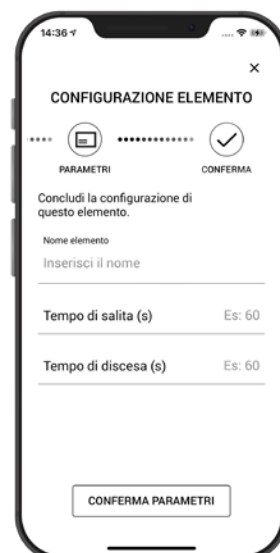 14:36
CONFIGURAZIONE ELEMENTO
PARAMETRI
CONFERMA
Concludi la configurazione di
questo elemento.
Nome elemento
Inserisci il nome
Tempo di salita (s) Es: 60
Tempo di discesa (s) Es: 60
CONFERMA PARAMETRI